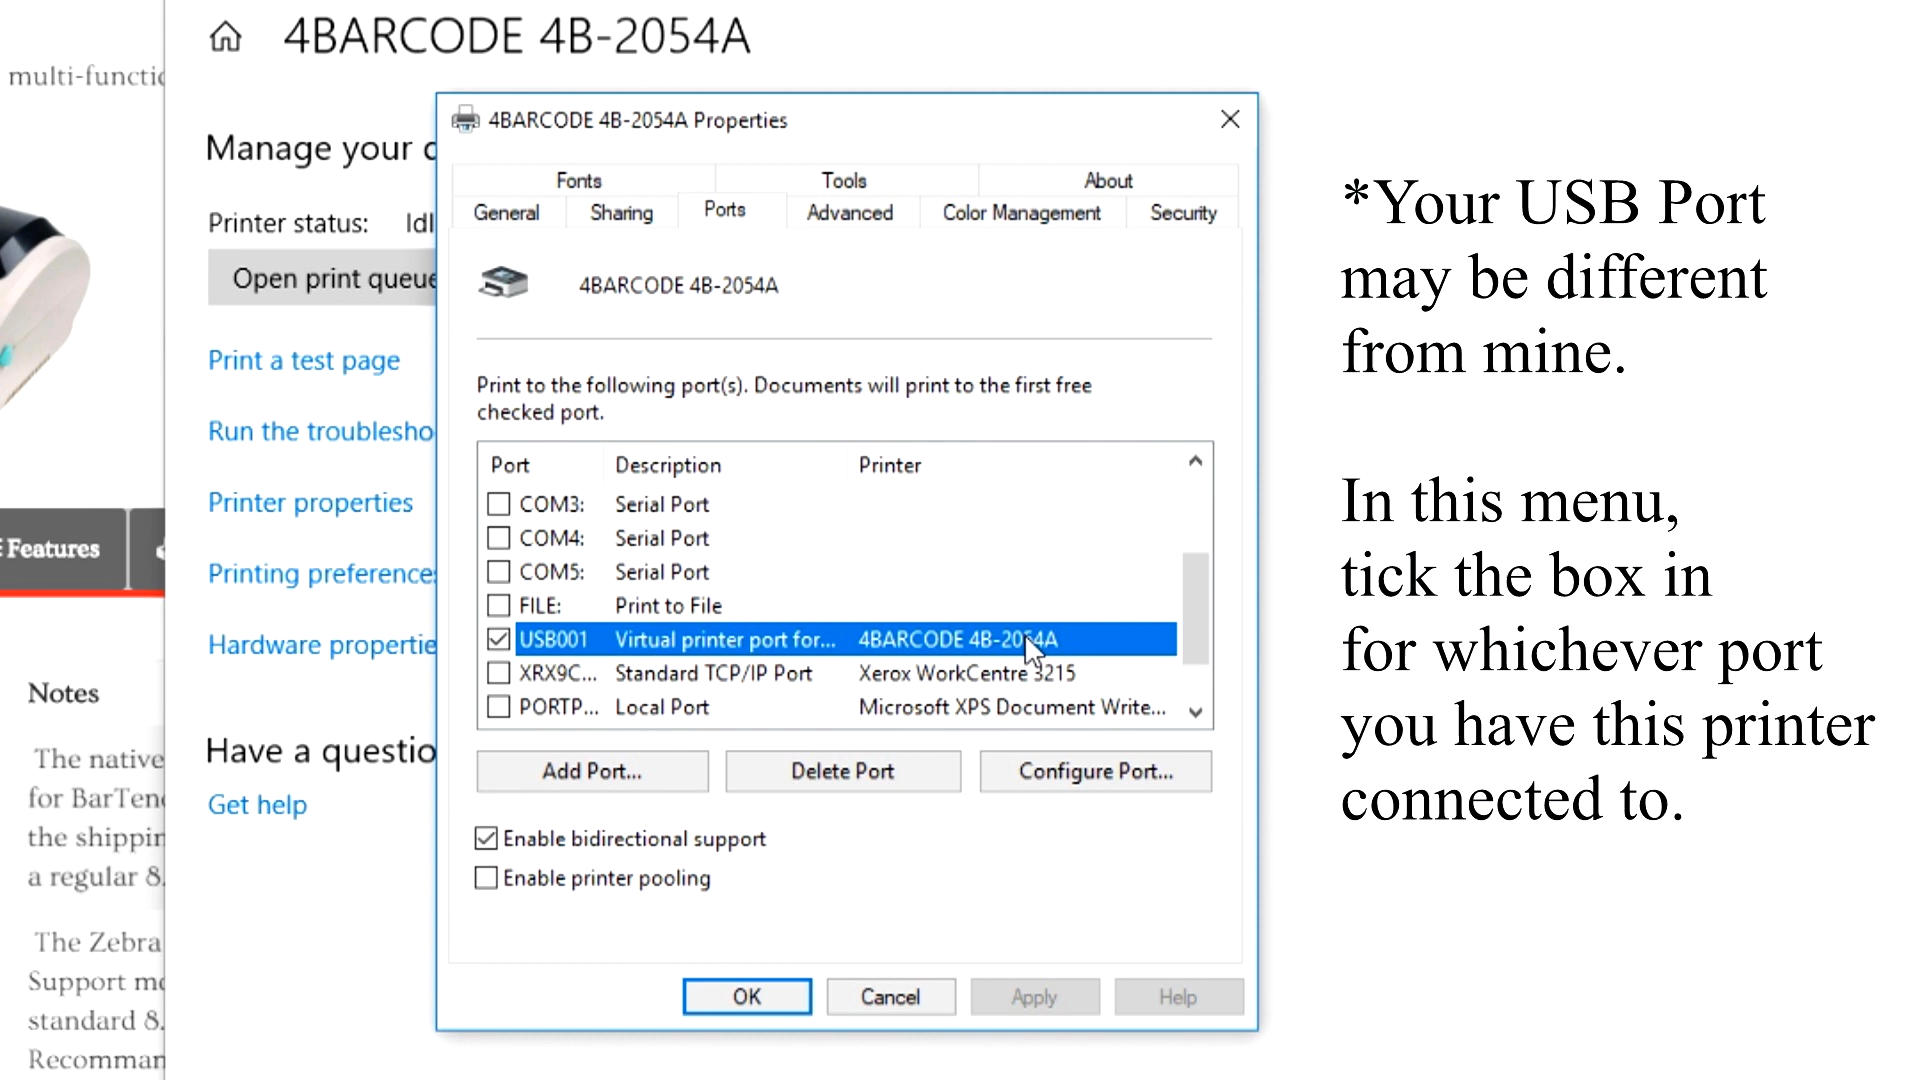 multi-functio
4BARCODE 4B-2054A
Manage your d
Printer status: Idl
Open print queue
Print a test page
Run the troublesho
Printer properties
Printing preferences
Hardware propertie
Have a questio
Get help
Features
Notes
The native
for BarTend
the shippin
a regular 8.
The Zebra
Support mo
standard 8.
Recomman
4BARCODE 4B-2054A Properties
Fonts Tools About
General Sharing Ports Advanced Color Management Security
4BARCODE 4B-2054A
Print to the following port(s). Documents will print to the first free
checked port.
Port Description Printer
COM3: Serial Port
COM4: Serial Port
COM5: Serial Port
FILE: Print to File
USB001 Virtual printer port for... 4BARCODE 4B-2054A
XRX9C... Standard TCP/IP Port Xerox WorkCentre 3215
PORTP... Local Port Microsoft XPS Document Write...
Add Port... Delete Port Configure Port...
Enable bidirectional support
Enable printer pooling
OK Cancel Apply Help
*Your USB Port
may be different
from mine.
In this menu,
tick the box in
for whichever port
you have this printer
connected to.